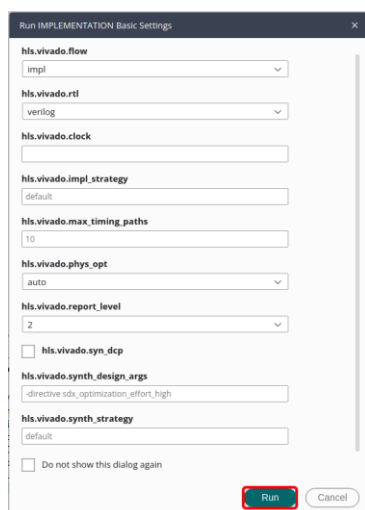 Run IMPLEMENTATION Basic Settings
hls.vivado.flow
impl
hls.vivado.rtl
verilog
hls.vivado.clock
hls.vivado.impl_strategy
default
hls.vivado.max_timing_paths
10
hls.vivado.phys_opt
auto
hls.vivado.report_level
2
hls.vivado.syn_dcp
hls.vivado.synth_design_args
-directive sdx_optimization_effort_high
hls.vivado.synth_strategy
default
Do not show this dialog again
Run Cancel